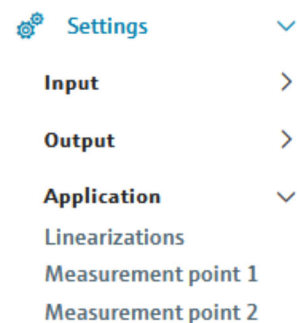 Settings
Input
Output
Application
Linearizations
Measurement point 1
Measurement point 2